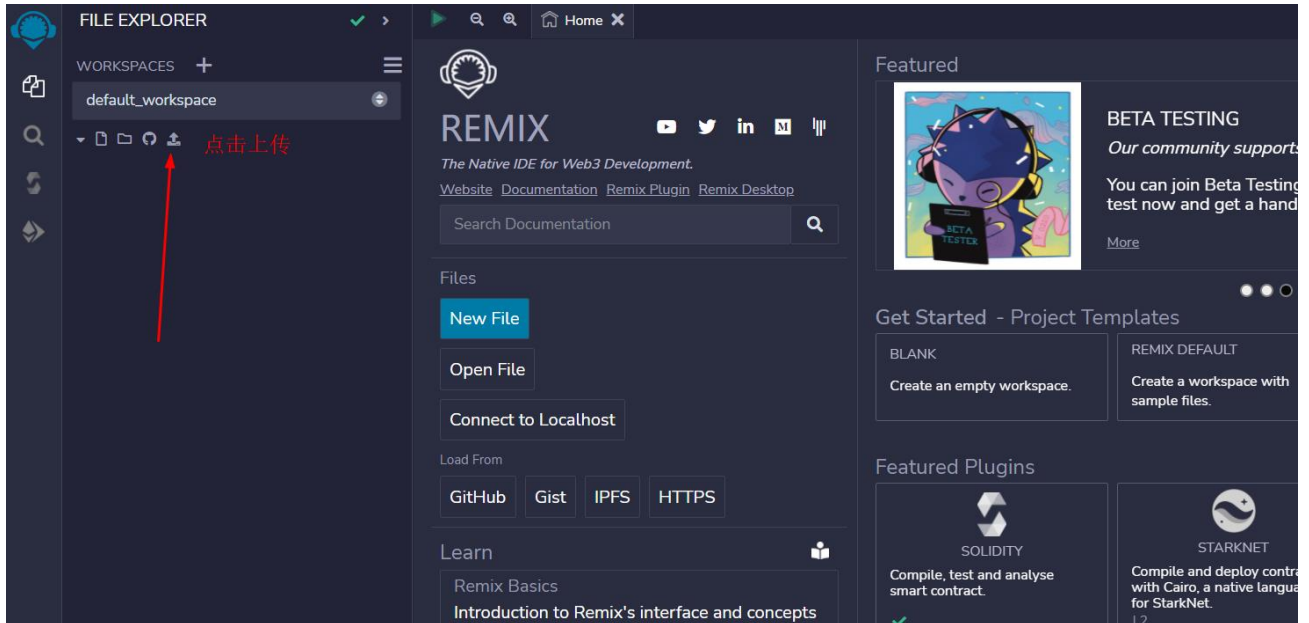 FILE EXPLORER
WORKSPACES
default_workspace
点击上传
Home
REMIX
The Native IDE for Web3 Development.
Website Documentation Remix Plugin Remix Desktop
Search Documentation
Files
New File
Open File
Connect to Localhost
Load From
GitHub Gist IPFS HTTPS
Learn
Remix Basics
Introduction to Remix's interface and concepts
Featured
BETA TESTER
BETA TESTING
Our community supports
You can join Beta Testing
test now and get a hand
More
Get Started - Project Templates
BLANK
Create an empty workspace.
REMIX DEFAULT
Create a workspace with
sample files.
Featured Plugins
SOLIDITY
Compile, test and analyse
smart contract.
STARKNET
Compile and deploy contra
with Cairo, a native langua
for StarkNet.